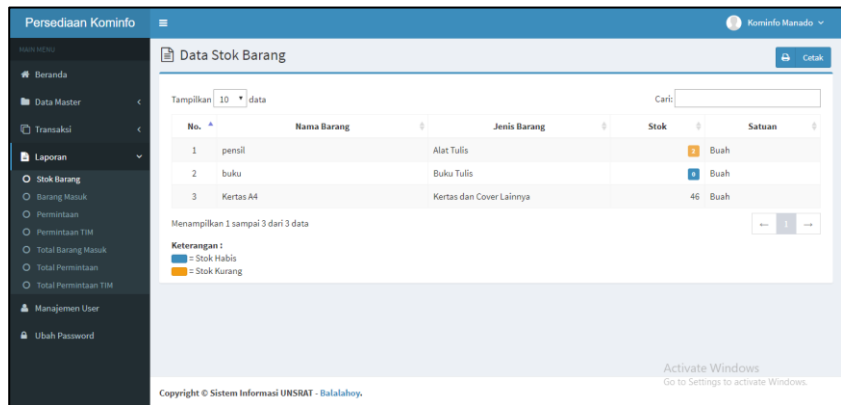 Persediaan Kominfo
Kominfo Manado
MAIN MENU
Beranda
Data Master
Transaksi
Laporan
Stok Barang
Barang Masuk
Permintaan
Permintaan TIM
Total Barang Masuk
Total Permintaan
Total Permintaan TIM
Manajemen User
Ubah Password
Data Stok Barang
Cetak
Tampilkan 10 data
Cari:
No. Nama Barang Jenis Barang Stok Satuan
1 pensil Alat Tulis Buah
2 buku Buku Tulis 0 Buah
3 Kertas A4 Kertas dan Cover Lainnya 46 Buah
Menampilkan 1 sampai 3 dari 3 data
← 1 →
Keterangan :
= Stok Habis
= Stok Kurang
Activate Windows
Go to Settings to activate Windows.
Copyright © Sistem Informasi UNSRAT - Balalahoy.